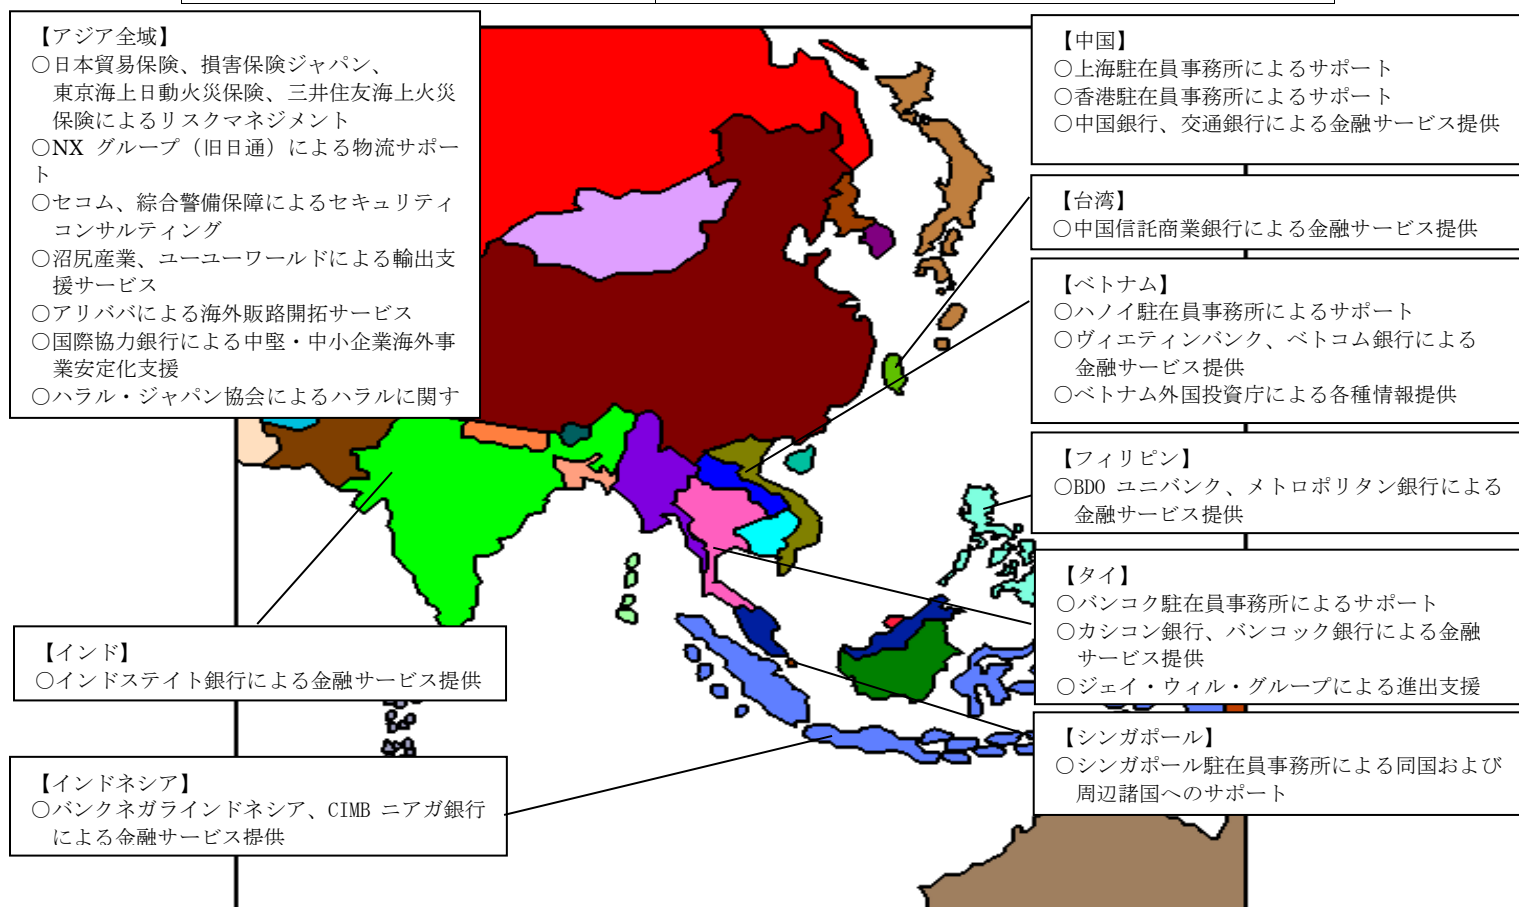 【アジア全域】
○日本貿易保険、損害保険ジャパン、
東京海上日動火災保険、三井住友海上火災
保険によるリスクマネジメント
○NX グループ（旧日通）による物流サポー
ト
○セコム、綜合警備保障によるセキュリティ
コンサルティング
○沼尻産業、ユーユーワールドによる輸出支
援サービス
○アリババによる海外販路開拓サービス
○国際協力銀行による中堅・中小企業海外事
業安定化支援
○ハラル・ジャパン協会によるハラルに関す
【インド】
○インドステイト銀行による金融サービス提供
【インドネシア】
○バンクネガラインドネシア、CIMB ニアガ銀行
による金融サービス提供
【中国】
○上海駐在員事務所によるサポート
○香港駐在員事務所によるサポート
○中国銀行、交通銀行による金融サービス提供
【台湾】
○中国信託商業銀行による金融サービス提供
【ベトナム】
○ハノイ駐在員事務所によるサポート
○ヴィエティンバンク、ベトコム銀行による
金融サービス提供
○ベトナム外国投資庁による各種情報提供
【フィリピン】
○BDO ユニバンク、メトロポリタン銀行による
金融サービス提供
【タイ】
○バンコク駐在員事務所によるサポート
○カシコン銀行、バンコック銀行による金融
サービス提供
○ジェイ・ウィル・グループによる進出支援
【シンガポール】
○シンガポール駐在員事務所による同国および
周辺諸国へのサポート